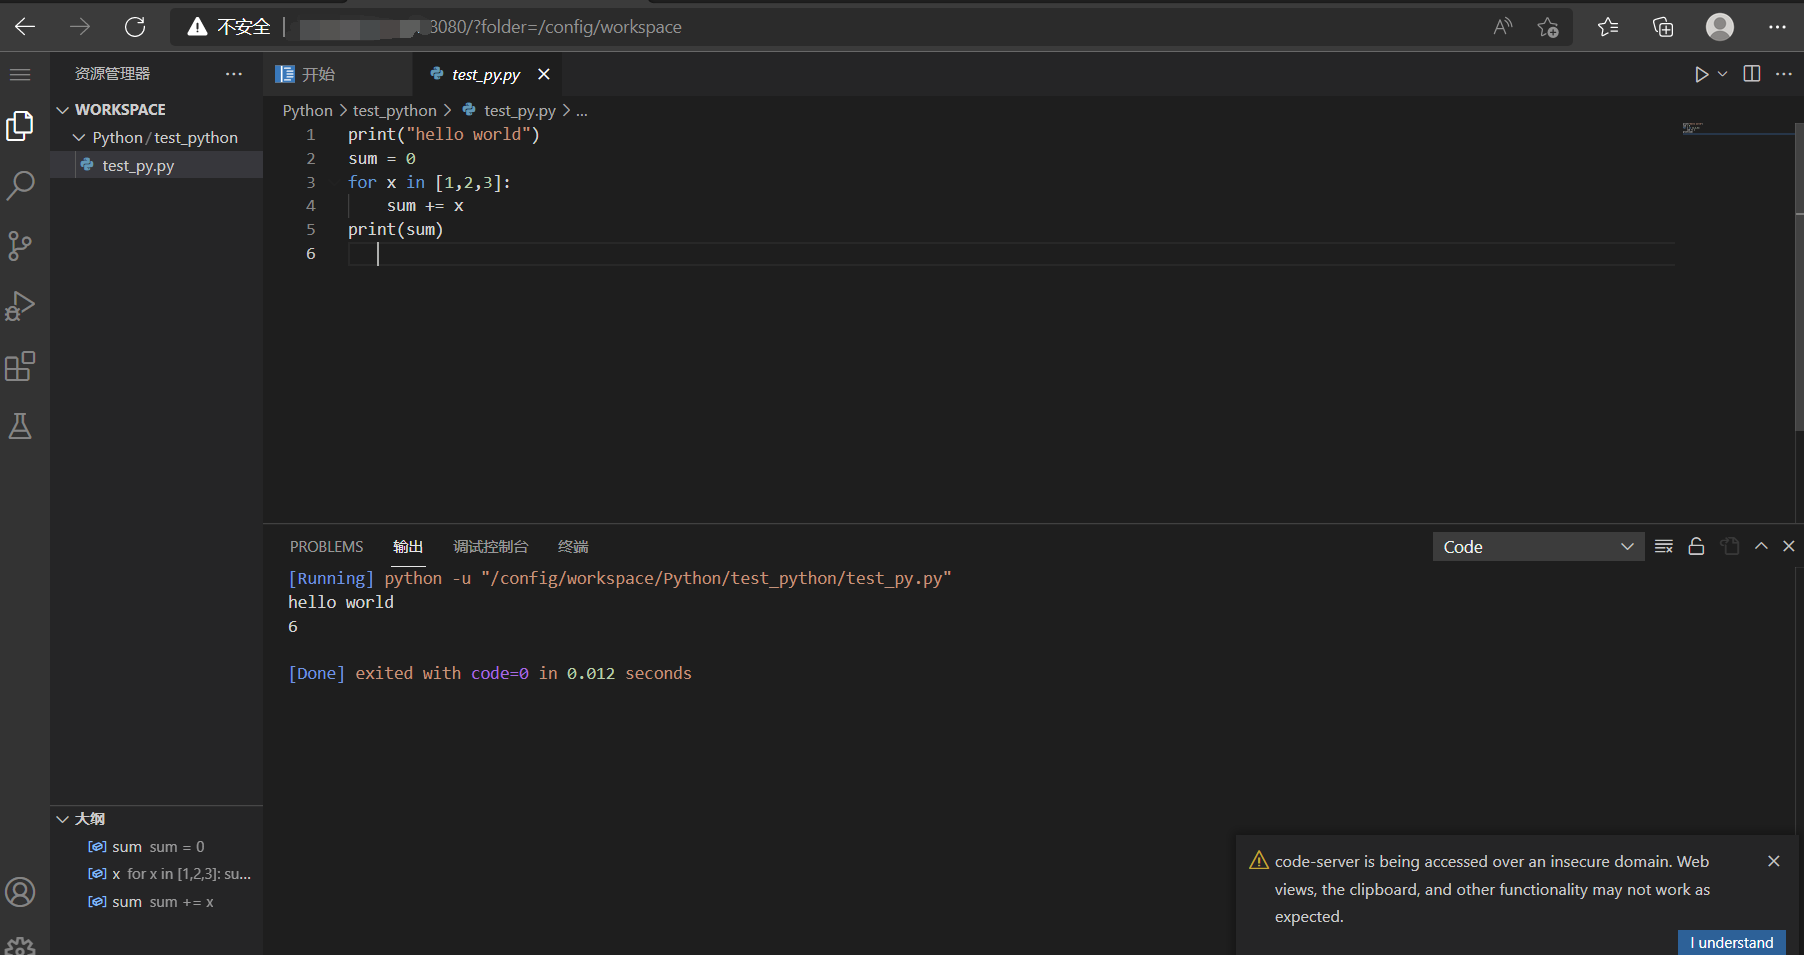 不安全
8080/?folder=/config/workspace
资源管理器
WORKSPACE
Python / test_python
test_py.py
开始
test_py.py
Python > test_python > test_py.py > ...
1 print("hello world")
2 sum = 0
3 for x in [1,2,3]:
4 sum += x
5 print(sum)
6
PROBLEMS 输出 调试控制台 终端
Code
[Running] python -u "/config/workspace/Python/test_python/test_py.py"
hello world
6
[Done] exited with code=0 in 0.012 seconds
大纲
sum sum = 0
x for x in [1,2,3]: su...
sum sum += x
code-server is being accessed over an insecure domain. Web
views, the clipboard, and other functionality may not work as
expected.
I understand